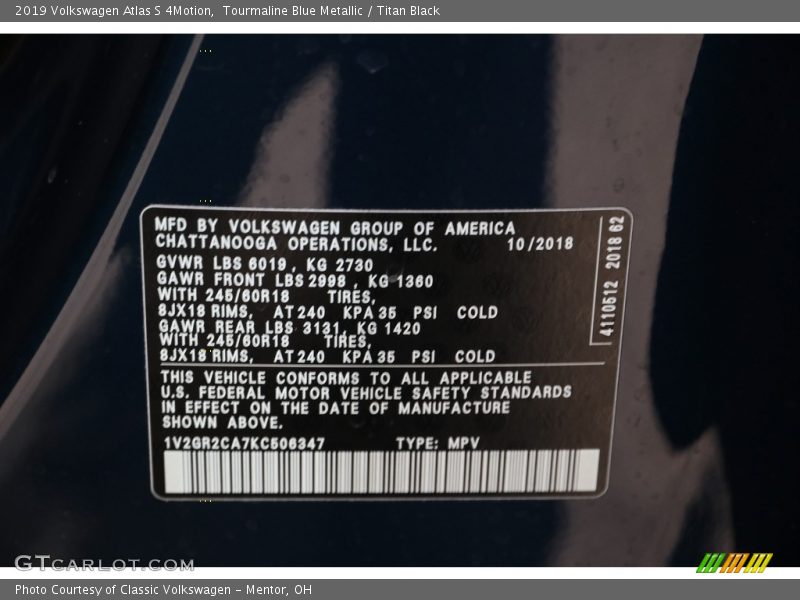 2019 Volkswagen Atlas S 4Motion,  Tourmaline Blue Metallic / Titan Black
MFD BY VOLKSWAGEN GROUP OF AMERICA
CHATTANOOGA OPERATIONS, LLC.  10/2018
GVWR LBS 6019 , KG 2730
GAWR FRONT LBS 2998 , KG 1360
WITH 245/60R18  TIRES,
8JX18 RIMS,  AT 240  KPA 35  PSI  COLD
GAWR REAR LBS 3131, KG 1420
WITH 245/60R18  TIRES,
8JX18 RIMS,  AT 240  KPA 35  PSI  COLD
THIS VEHICLE CONFORMS TO ALL APPLICABLE
U.S. FEDERAL MOTOR VEHICLE SAFETY STANDARDS
IN EFFECT ON THE DATE OF MANUFACTURE
SHOWN ABOVE.
1V2GR2CA7KC506347  TYPE: MPV
4110512  2018 62
GTCARLOT.COM
Photo Courtesy of Classic Volkswagen - Mentor, OH